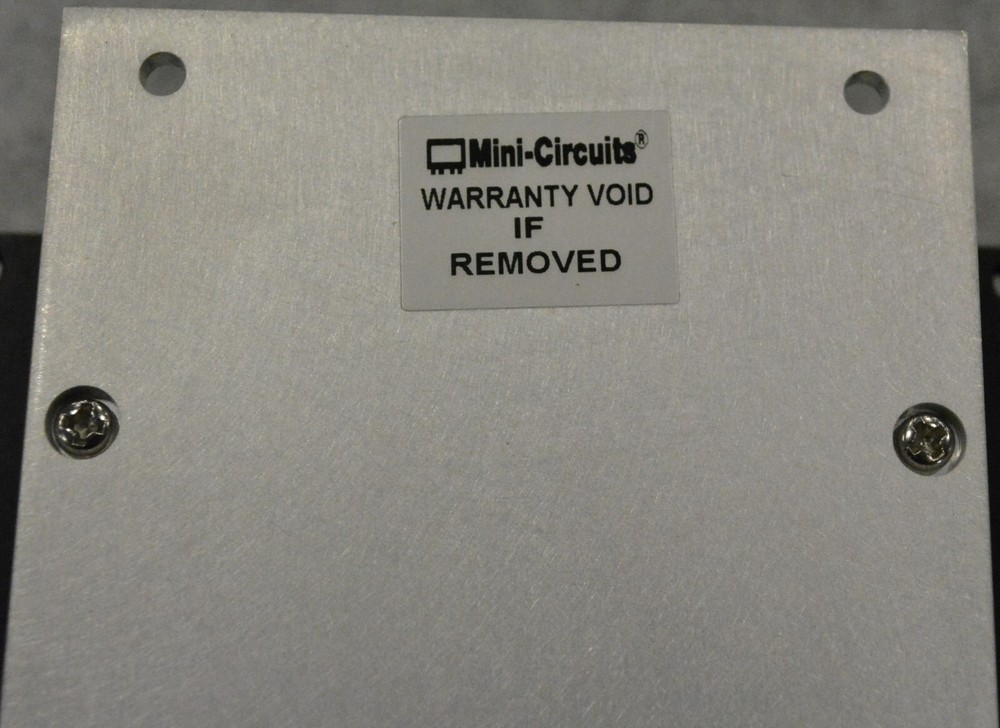 Mini-Circuits®
WARRANTY VOID
IF
REMOVED